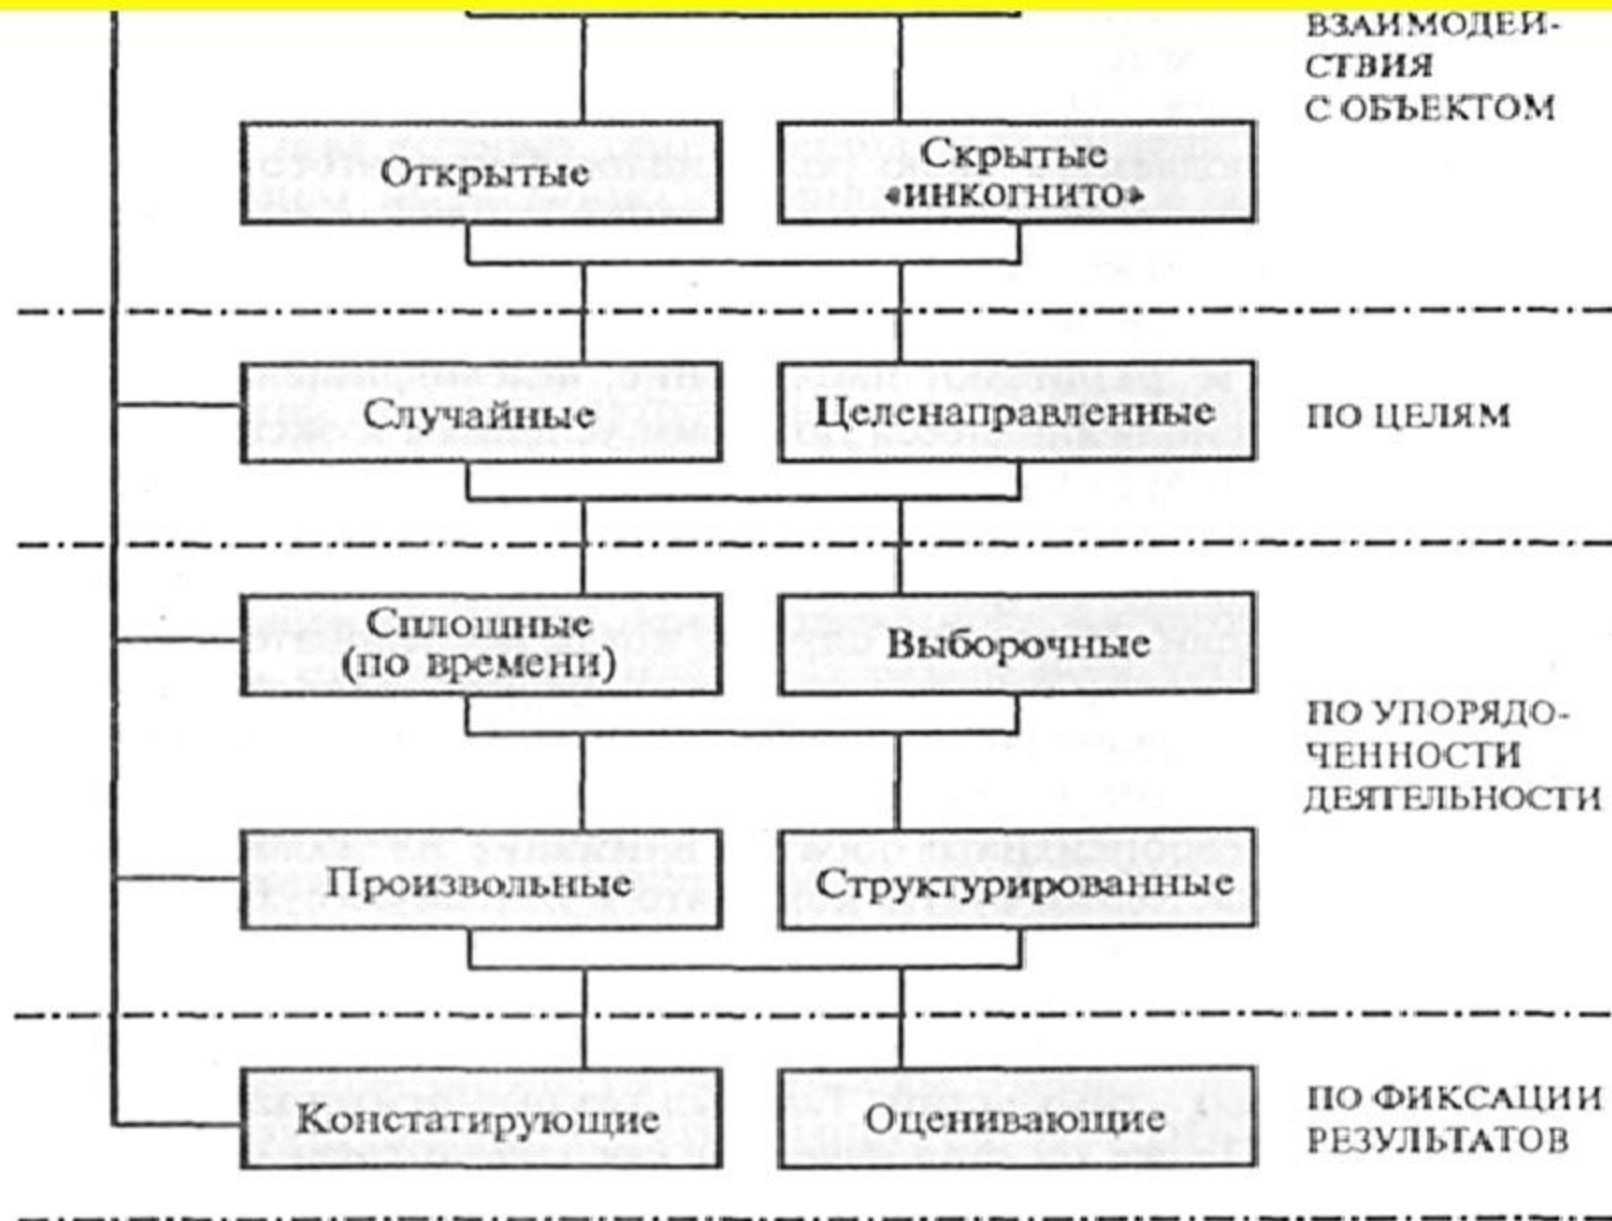 ВЗАИМОДЕЙ-
СТВИЯ
С ОБЪЕКТОМ
Открытые
Скрытые
«инкогнито»
Случайные
Целенаправленные
ПО ЦЕЛЯМ
Сплошные
(по времени)
Выборочные
ПО УПОРЯДО-
ЧЕННОСТИ
ДЕЯТЕЛЬНОСТИ
Произвольные
Структурированные
Констатирующие
Оценивающие
ПО ФИКСАЦИИ
РЕЗУЛЬТАТОВ